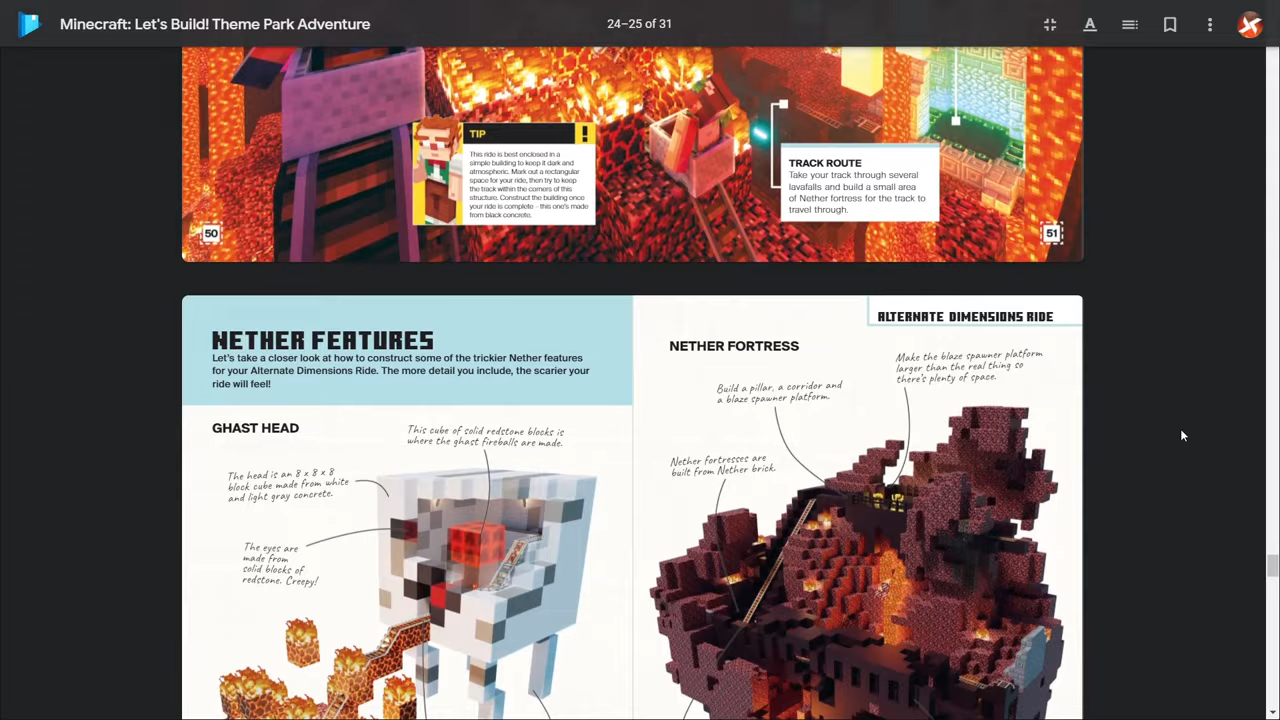 Minecraft: Let's Build! Theme Park Adventure
24–25 of 31
TIP
!
This ride is best enclosed in a
simple building to keep it dark and
atmospheric. Mark out a rectangular
space for your ride, then try to keep
the track within the corners of this
structure. Construct the building once
your ride is complete – this one's made
from black concrete.
TRACK ROUTE
Take your track through several
lavafalls and build a small area
of Nether fortress for the track to
travel through.
50
51
NETHER FEATURES
Let's take a closer look at how to construct some of the trickier Nether features
for your Alternate Dimensions Ride. The more detail you include, the scarier your
ride will feel!
GHAST HEAD
This cube of solid redstone blocks is
where the ghast fireballs are made.
The head is an 8 x 8 x 8
block cube made from white
and light gray concrete.
The eyes are
made from
solid blocks of
redstone. Creepy!
ALTERNATE DIMENSIONS RIDE
NETHER FORTRESS
Make the blaze spawner platform
larger than the real thing so
there's plenty of space.
Build a pillar, a corridor and
a blaze spawner platform.
Nether fortresses are
built from Nether brick.